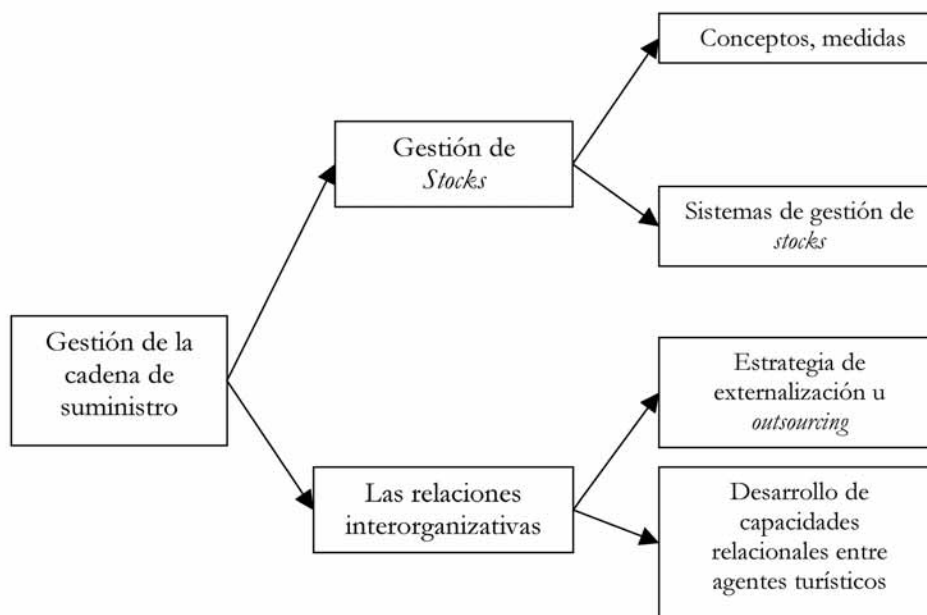 Conceptos, medidas
Gestión de
Stocks
Sistemas de gestión de
stocks
Gestión de la
cadena de
suministro
Estrategia de
externalización u
outsourcing
Las relaciones
interorganizativas
Desarrollo de
capacidades
relacionales entre
agentes turísticos